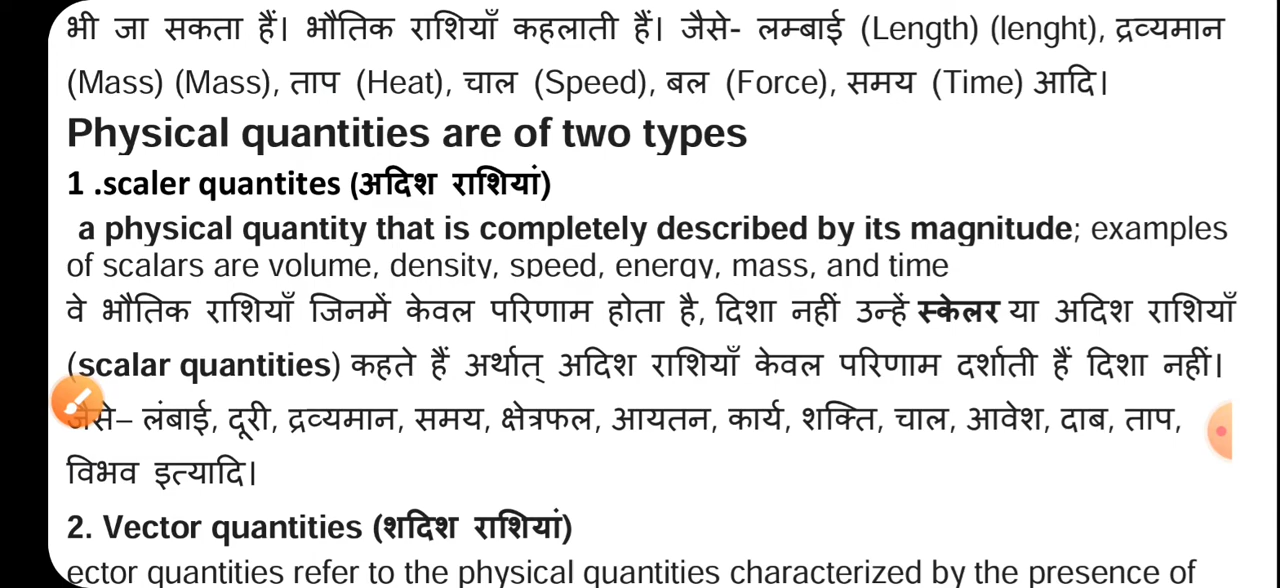 भी जा सकता हैं। भौतिक राशियाँ कहलाती हैं। जैसे- लम्बाई (Length) (lenght), द्रव्यमान
(Mass) (Mass), ताप (Heat), चाल (Speed), बल (Force), समय (Time) आदि।
Physical quantities are of two types
1 .scaler quantites (अदिश राशियां)
a physical quantity that is completely described by its magnitude; examples
of scalars are volume, density, speed, energy, mass, and time
वे भौतिक राशियाँ जिनमें केवल परिणाम होता है, दिशा नहीं उन्हें स्केलर या अदिश राशियाँ
(scalar quantities) कहते हैं अर्थात् अदिश राशियाँ केवल परिणाम दर्शाती हैं दिशा नहीं।
जैसे– लंबाई, दूरी, द्रव्यमान, समय, क्षेत्रफल, आयतन, कार्य, शक्ति, चाल, आवेश, दाब, ताप,
विभव इत्यादि।
2. Vector quantities (शदिश राशियां)
ector quantities refer to the physical quantities characterized by the presence of